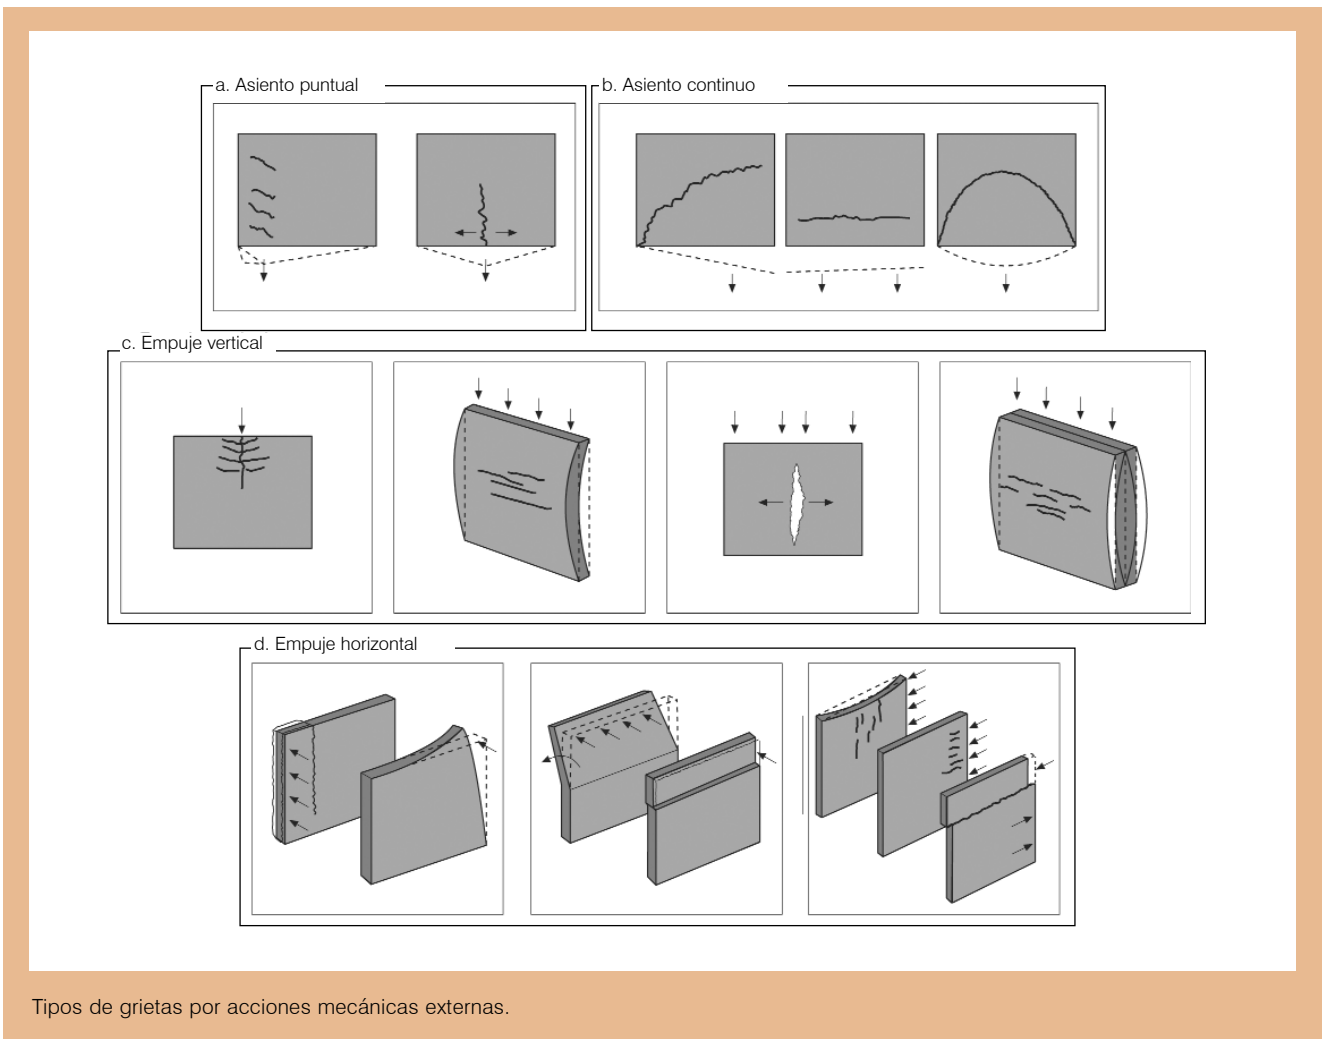 a. Asiento puntual
b. Asiento continuo
c. Empuje vertical
d. Empuje horizontal
Tipos de grietas por acciones mecánicas externas.